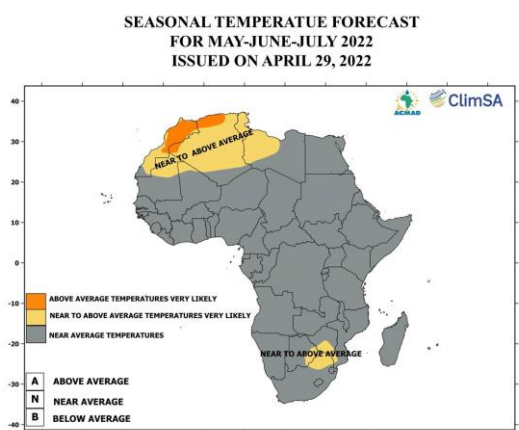 SEASONAL TEMPERATUE FORECAST
FOR MAY-JUNE-JULY 2022
ISSUED ON APRIL 29, 2022
ACMAD
ClimSA
40
30
20
10
0
-10
-20
-30
-40
NEAR TO ABOVE AVERAGE
ABOVE AVERAGE TEMPERATURES VERY LIKELY
NEAR TO ABOVE AVERAGE TEMPERATURES VERY LIKELY
NEAR AVERAGE TEMPERATURES
NEAR TO ABOVE AVERAGE
A ABOVE AVERAGE
N NEAR AVERAGE
B BELOW AVERAGE